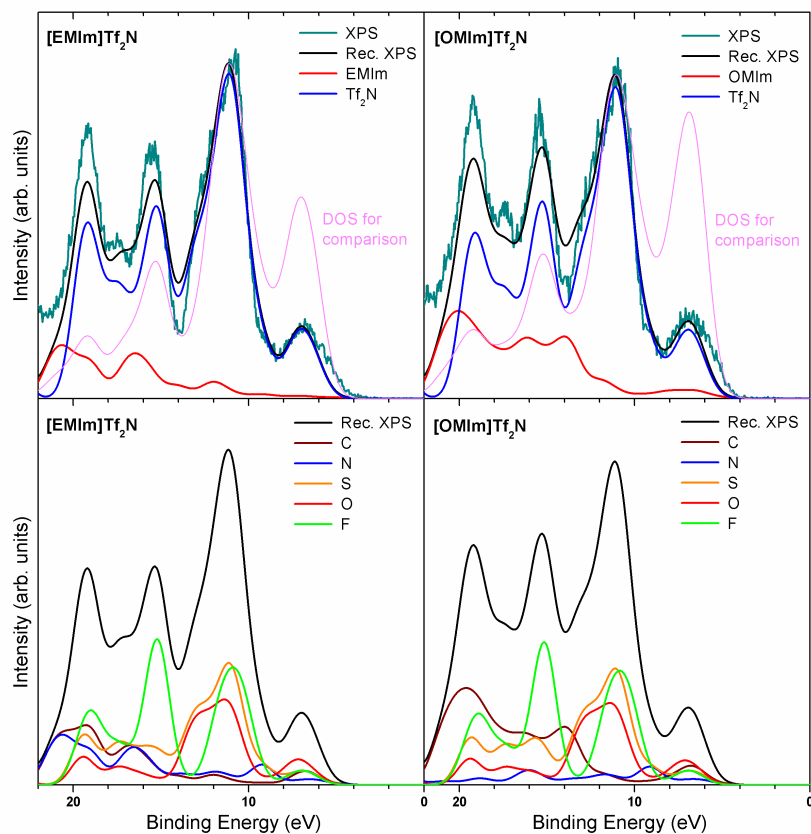 [EMIm]Tf₂N
XPS
Rec. XPS
EMIm
Tf₂N
DOS for
comparison
Intensity (arb. units)
[OMIm]Tf₂N
XPS
Rec. XPS
OMIm
Tf₂N
DOS for
comparison
[EMIm]Tf₂N
Rec. XPS
C
N
S
O
F
Intensity (arb. units)
20
10
0
Binding Energy (eV)
[OMIm]Tf₂N
Rec. XPS
C
N
S
O
F
20
10
0
Binding Energy (eV)